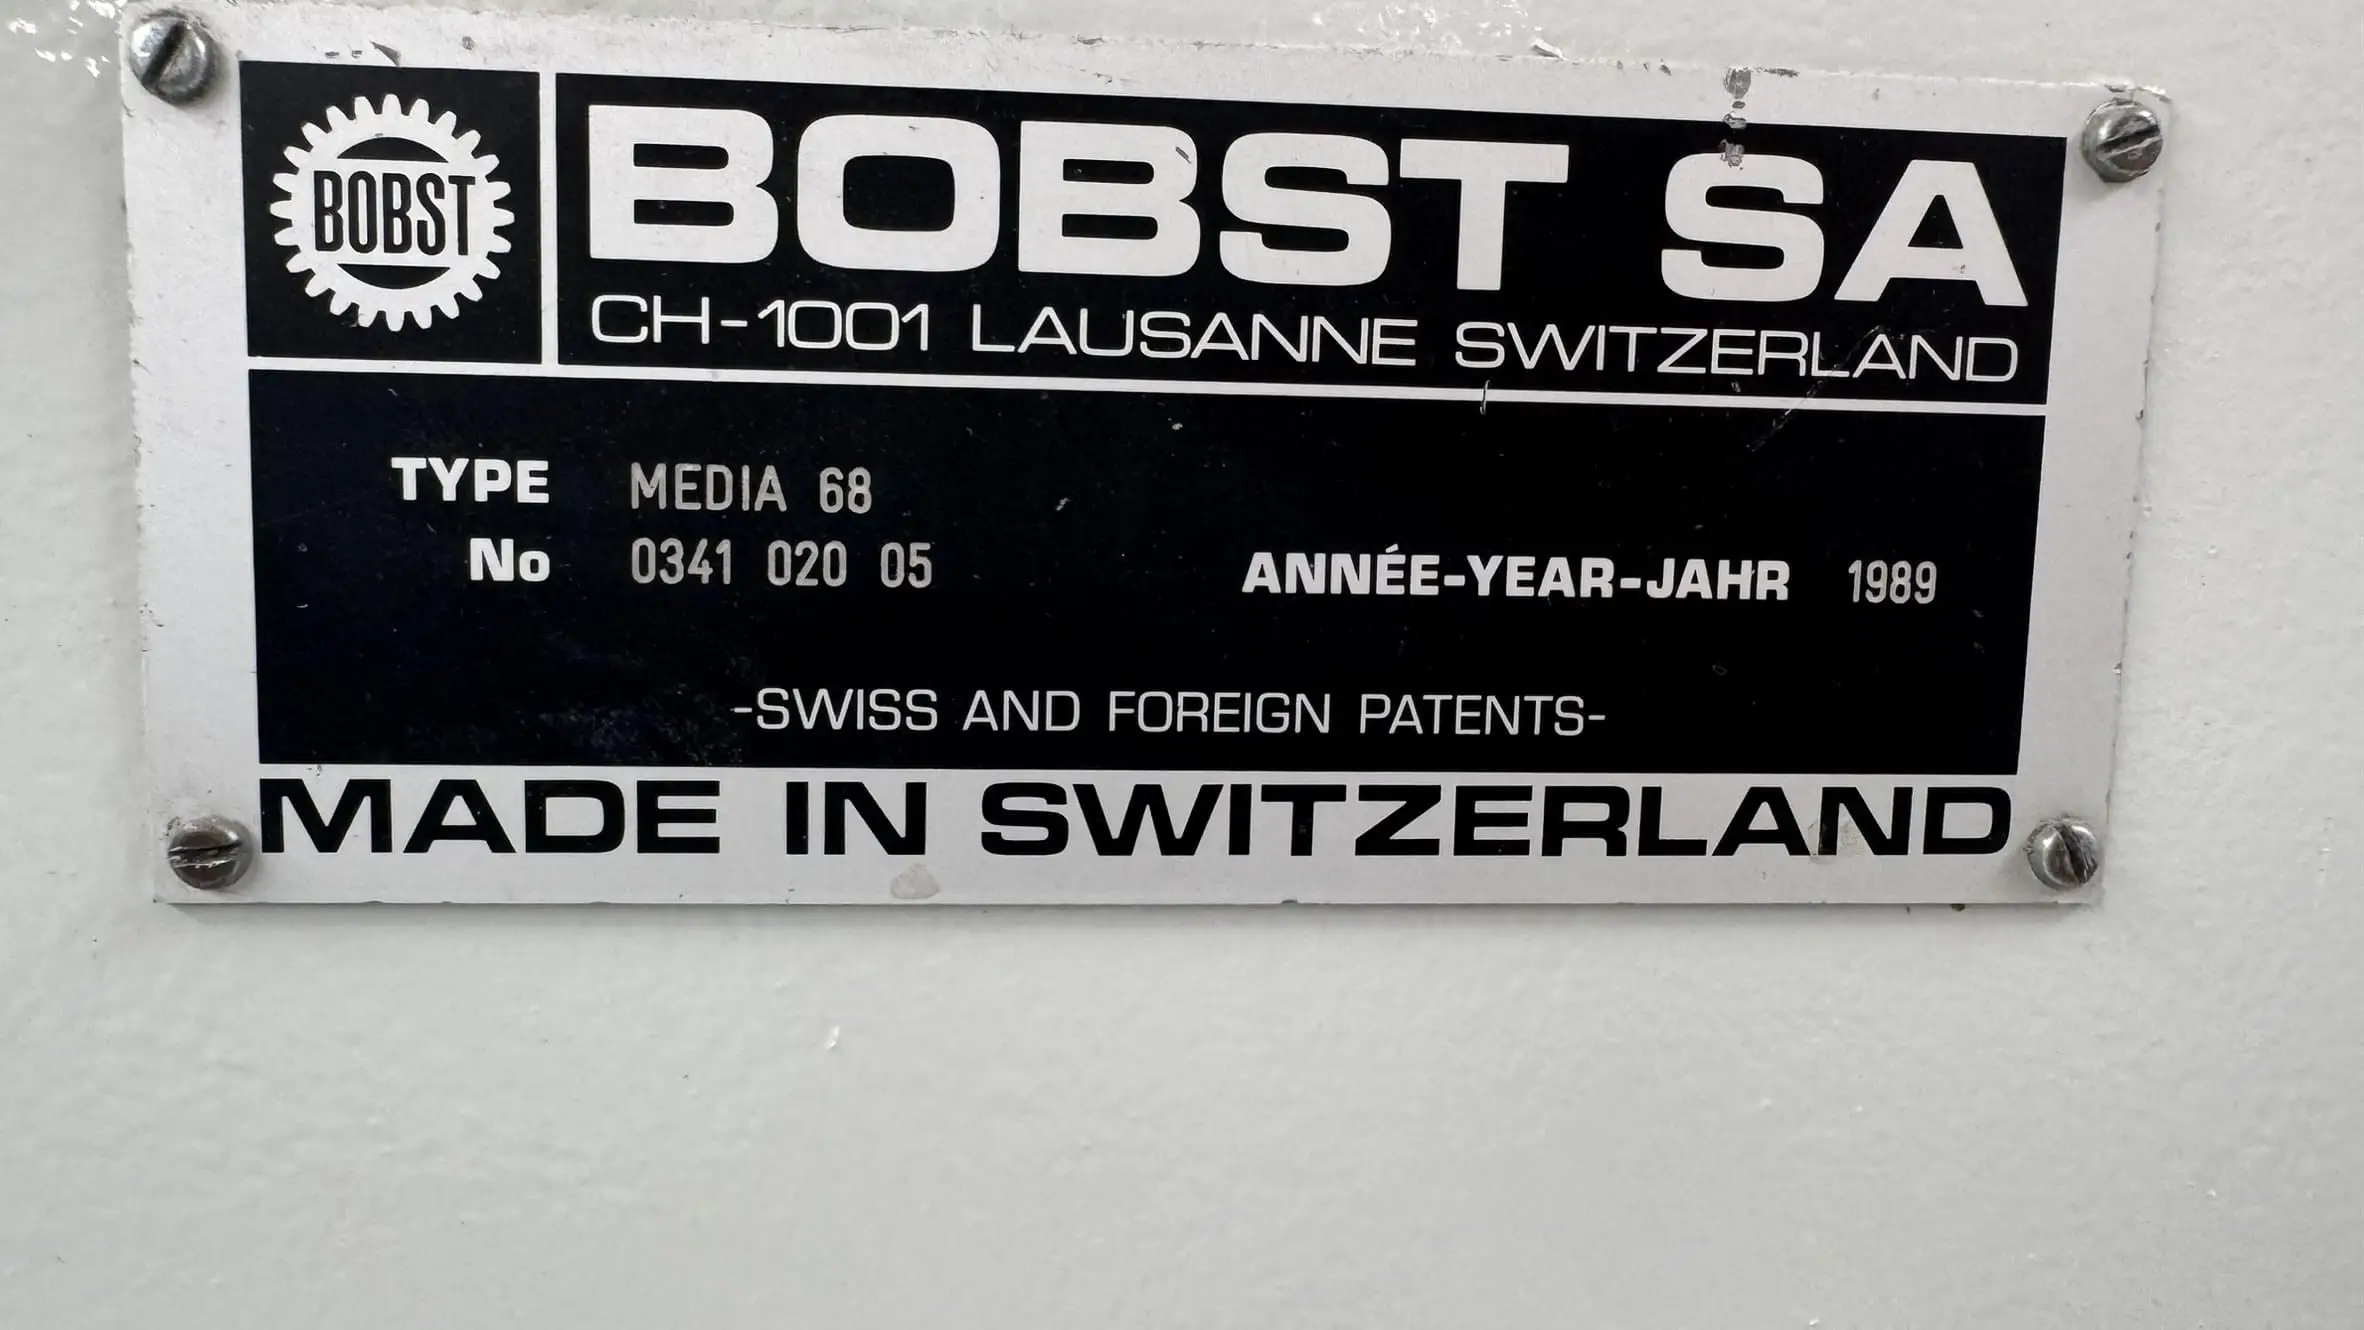 BOBST
BOBST SA
CH-1001 LAUSANNE SWITZERLAND
TYPE MEDIA 68
No 0341 020 05
ANNÉE-YEAR-JAHR 1989
-SWISS AND FOREIGN PATENTS-
MADE IN SWITZERLAND